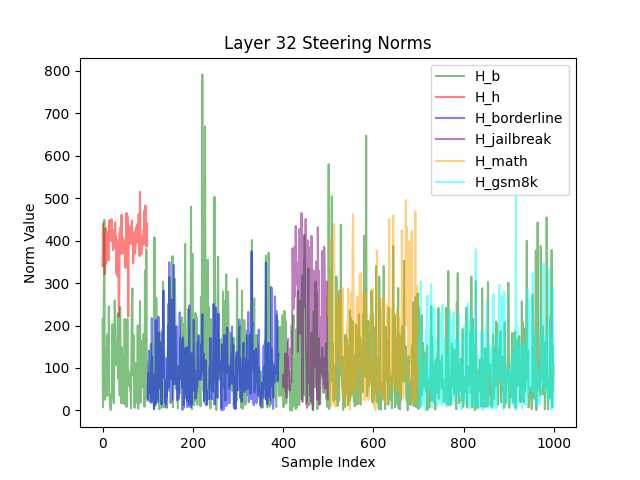 Layer 32 Steering Norms
800
700
600
500
400
300
200
100
0
Norm Value
H_b
H_h
H_borderline
H_jailbreak
H_math
H_gsm8k
0
200
400
600
800
1000
Sample Index